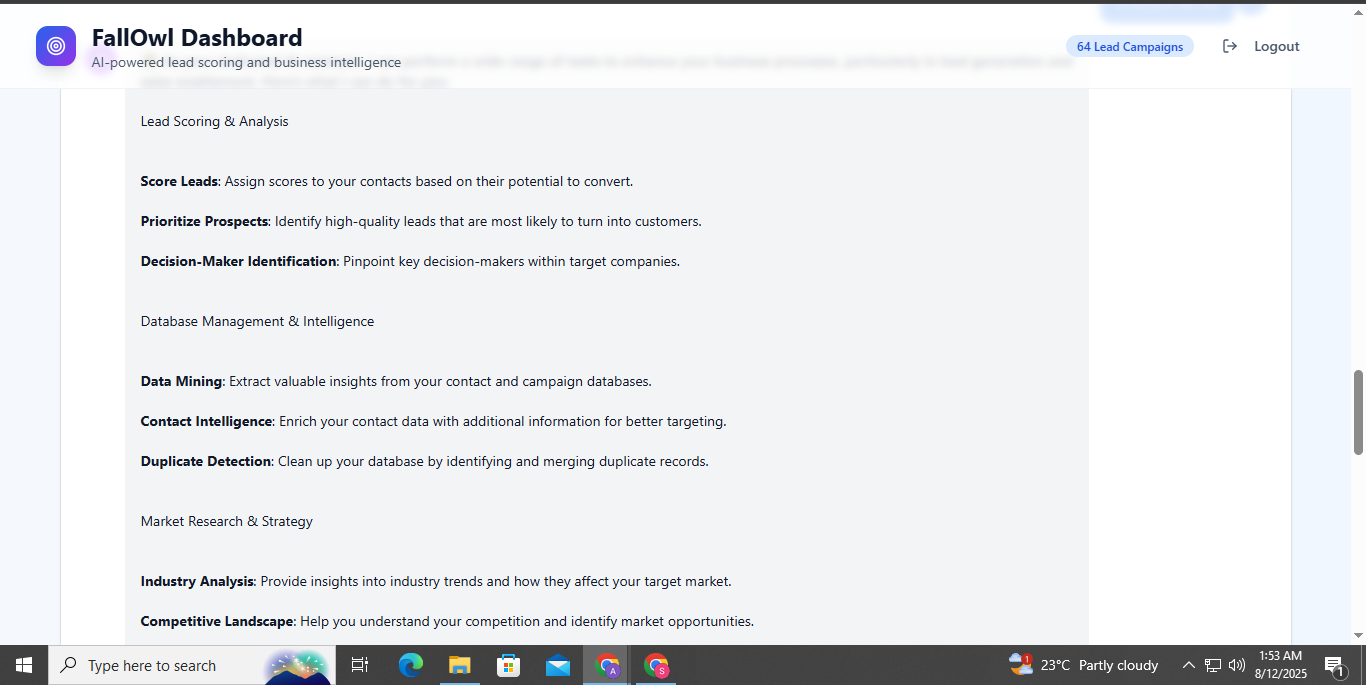 FallOwl Dashboard
AI-powered lead scoring and business intelligence
64 Lead Campaigns
Logout
Lead Scoring & Analysis
Score Leads: Assign scores to your contacts based on their potential to convert.
Prioritize Prospects: Identify high-quality leads that are most likely to turn into customers.
Decision-Maker Identification: Pinpoint key decision-makers within target companies.
Database Management & Intelligence
Data Mining: Extract valuable insights from your contact and campaign databases.
Contact Intelligence: Enrich your contact data with additional information for better targeting.
Duplicate Detection: Clean up your database by identifying and merging duplicate records.
Market Research & Strategy
Industry Analysis: Provide insights into industry trends and how they affect your target market.
Competitive Landscape: Help you understand your competition and identify market opportunities.
Type here to search
A
S
1
23°C Partly cloudy
1:53 AM
8/12/2025
1